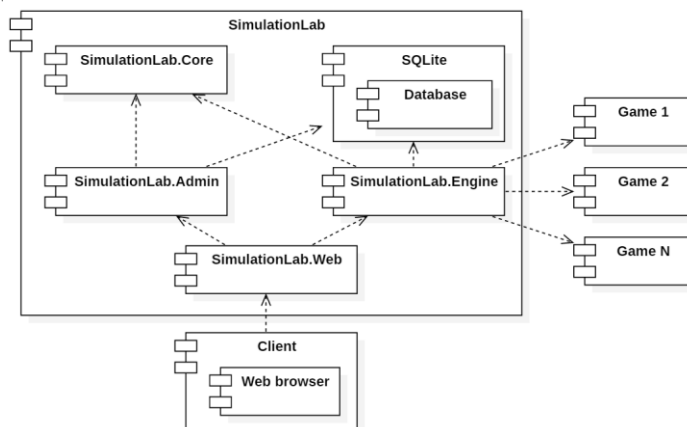 SimulationLab
SimulationLab.Core
SQLite
Database
Game 1
SimulationLab.Admin
SimulationLab.Engine
Game 2
SimulationLab.Web
Game N
Client
Web browser